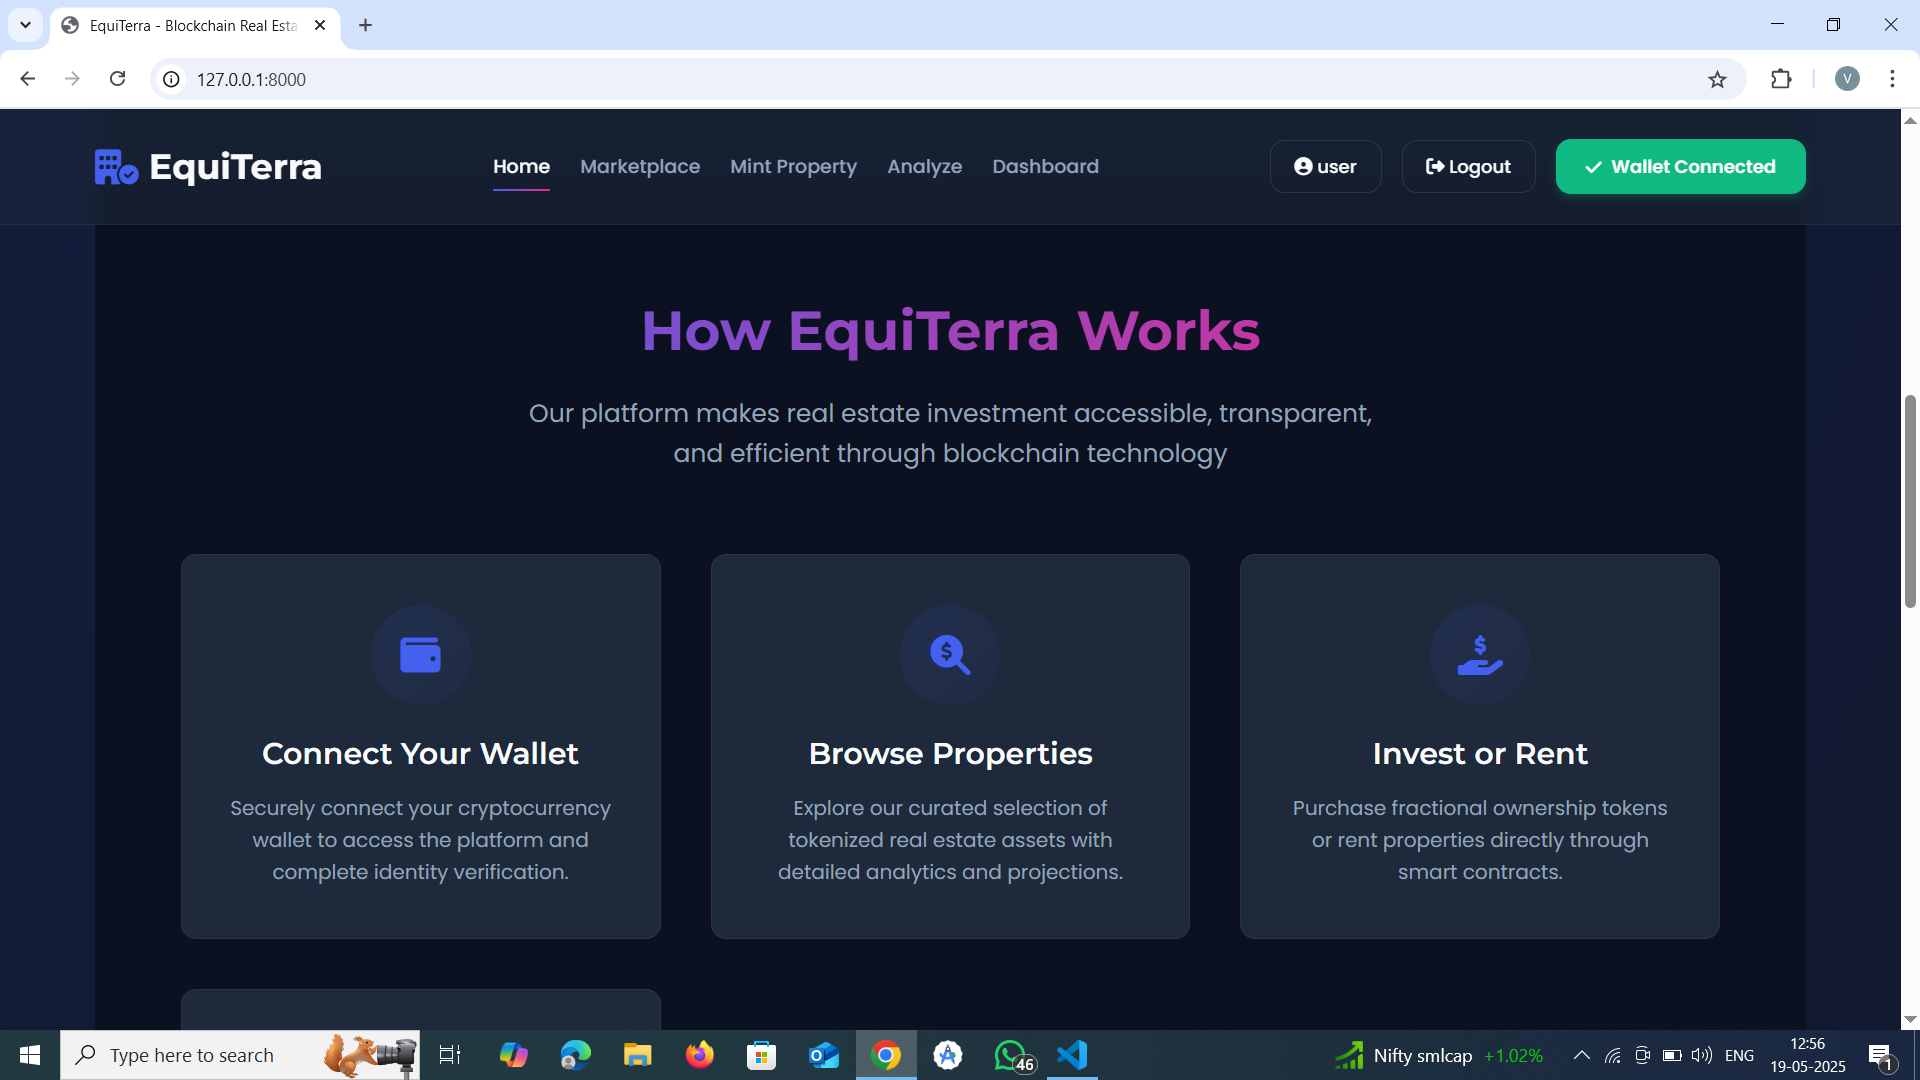 EquiTerra - Blockchain Real Esta
127.0.0.1:8000
V
EquiTerra
Home
Marketplace
Mint Property
Analyze
Dashboard
user
Logout
Wallet Connected
How EquiTerra Works
Our platform makes real estate investment accessible, transparent,
and efficient through blockchain technology
Connect Your Wallet
Securely connect your cryptocurrency
wallet to access the platform and
complete identity verification.
Browse Properties
Explore our curated selection of
tokenized real estate assets with
detailed analytics and projections.
Invest or Rent
Purchase fractional ownership tokens
or rent properties directly through
smart contracts.
Type here to search
46
Nifty smlcap +1.02%
ENG
12:56
19-05-2025
1